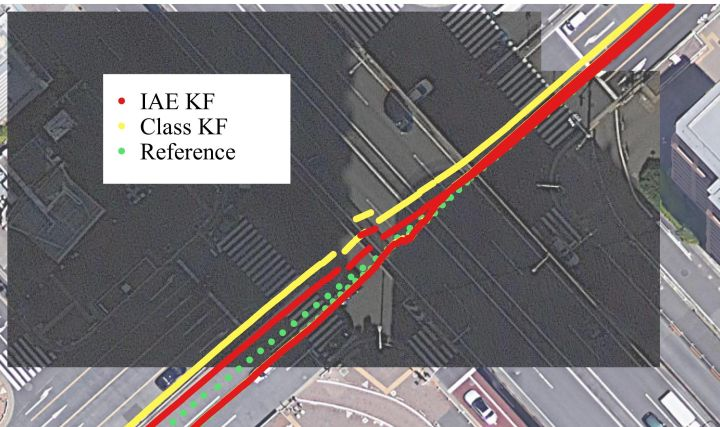 IAE KF
Class KF
Reference